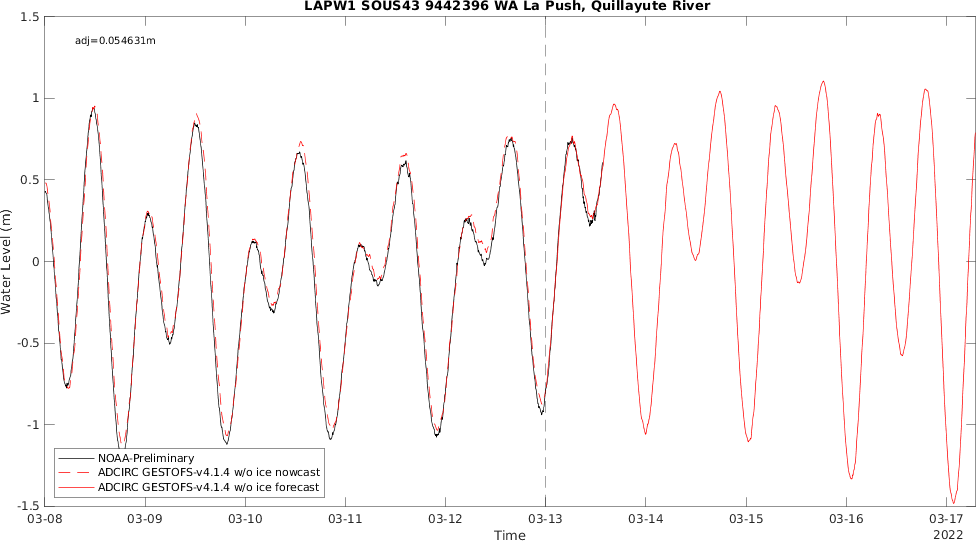 LAPW1 SOUS43 9442396 WA La Push, Quillayute River
adj=0.054631m
1.5
1
0.5
0
-0.5
-1
-1.5
Water Level (m)
NOAA-Preliminary
ADCIRC GESTOFS-v4.1.4 w/o ice nowcast
ADCIRC GESTOFS-v4.1.4 w/o ice forecast
03-08 03-09 03-10 03-11 03-12 03-13 03-14 03-15 03-16 03-17
2022
Time